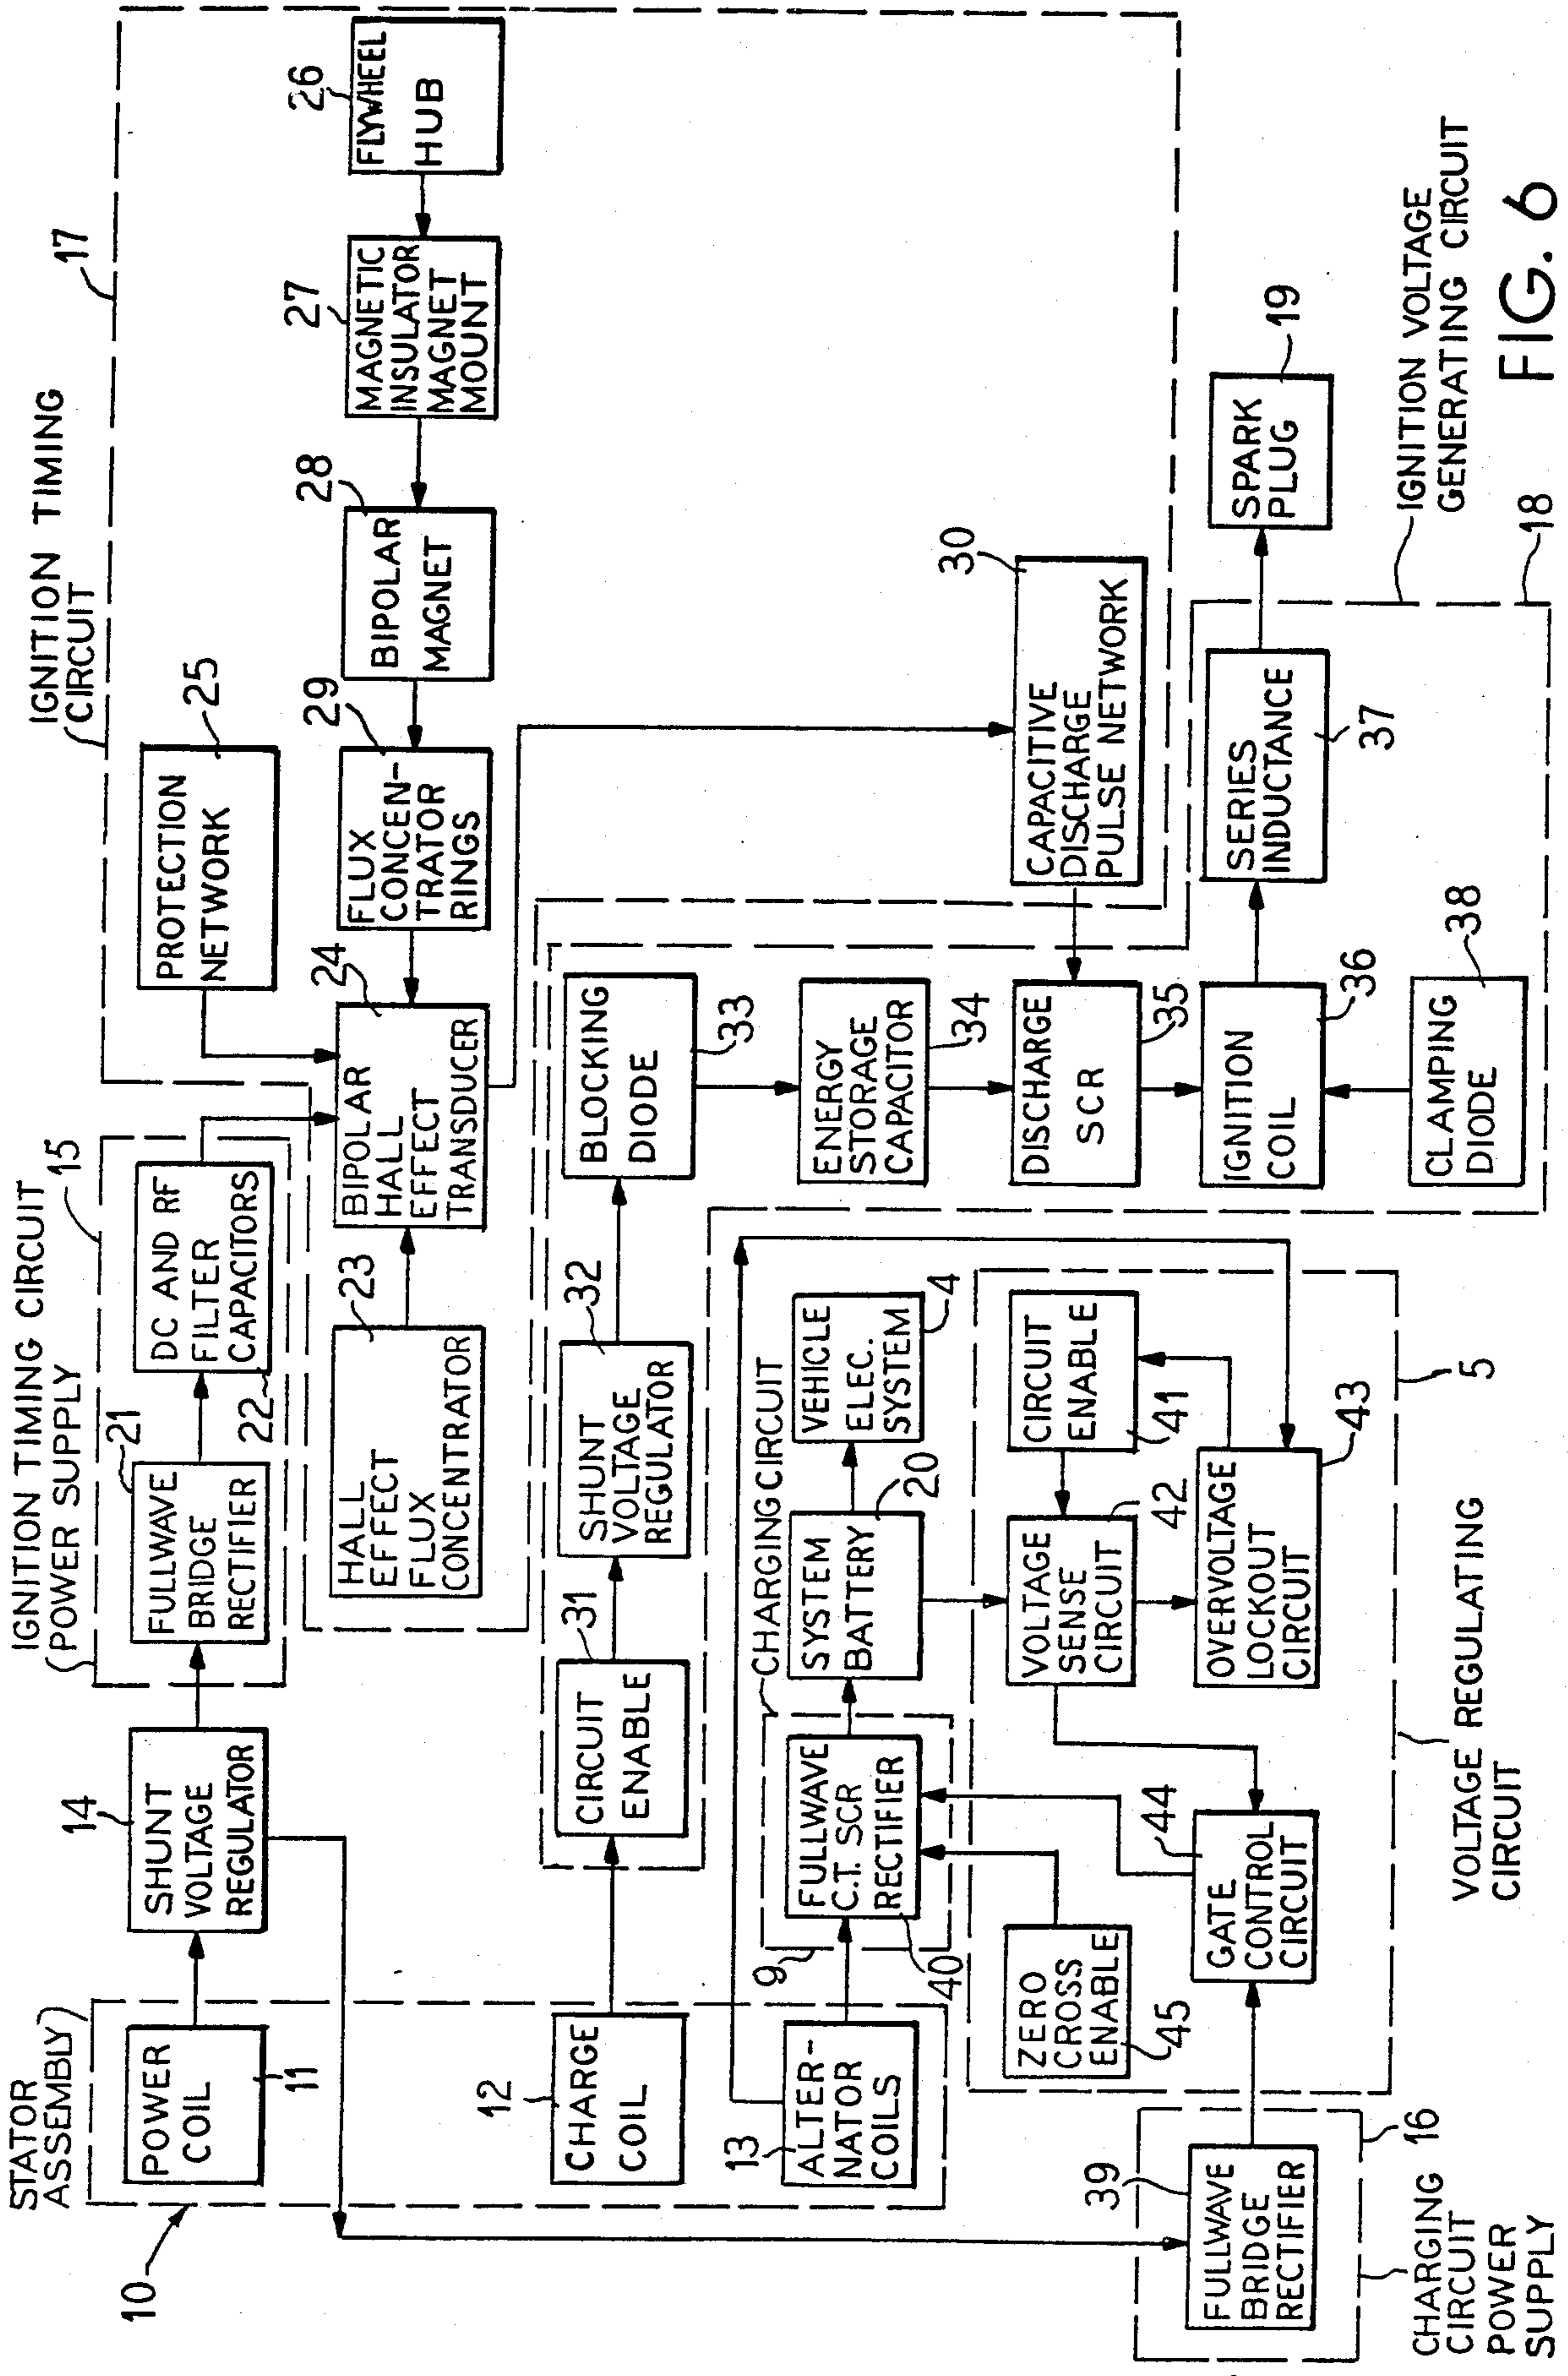 STATOR
ASSEMBLY
10
POWER
COIL
11
14
SHUNT
VOLTAGE
REGULATOR
IGNITION TIMING CIRCUIT
POWER SUPPLY
15
21
FULLWAVE
BRIDGE
RECTIFIER
DC AND RF
FILTER
CAPACITORS
22
IGNITION TIMING
CIRCUIT
17
PROTECTION
NETWORK
25
HALL
EFFECT
FLUX
CONCENTRATOR
23
BIPOLAR
HALL
EFFECT
TRANSDUCER
24
FLUX
CONCEN-
TRATOR
RINGS
29
BIPOLAR
MAGNET
28
MAGNETIC
INSULATOR
MAGNET
MOUNT
27
FLYWHEEL
HUB
26
12
CHARGE
COIL
CIRCUIT
ENABLE
31
SHUNT
VOLTAGE
REGULATOR
32
BLOCKING
DIODE
33
ENERGY
STORAGE
CAPACITOR
34
DISCHARGE
SCR
35
CAPACITIVE
DISCHARGE
PULSE NETWORK
30
IGNITION
COIL
36
SERIES
INDUCTANCE
37
SPARK
PLUG
19
CLAMPING
DIODE
38
IGNITION VOLTAGE
GENERATING CIRCUIT
18
13
ALTER-
NATOR
COILS
CHARGING CIRCUIT
9
FULLWAVE
C.T. SCR
RECTIFIER
40
SYSTEM
BATTERY
20
VEHICLE
ELEC.
SYSTEM
4
ZERO
CROSS
ENABLE
45
VOLTAGE
SENSE
CIRCUIT
42
CIRCUIT
ENABLE
41
GATE
CONTROL
CIRCUIT
44
OVERVOLTAGE
LOCKOUT
CIRCUIT
43
5
VOLTAGE REGULATING
CIRCUIT
39
FULLWAVE
BRIDGE
RECTIFIER
16
CHARGING
CIRCUIT
POWER
SUPPLY
FIG. 6